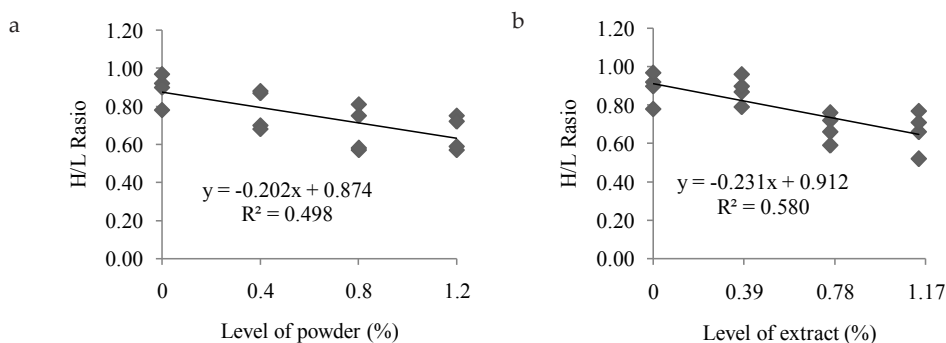 a
1.20
1.00
0.80
0.60
0.40
0.20
0.00
H/L Rasio
y = -0.202x + 0.874
R² = 0.498
0 0.4 0.8 1.2
Level of powder (%)
b
1.20
1.00
0.80
0.60
0.40
0.20
0.00
H/L Rasio
y = -0.231x + 0.912
R² = 0.580
0 0.39 0.78 1.17
Level of extract (%)